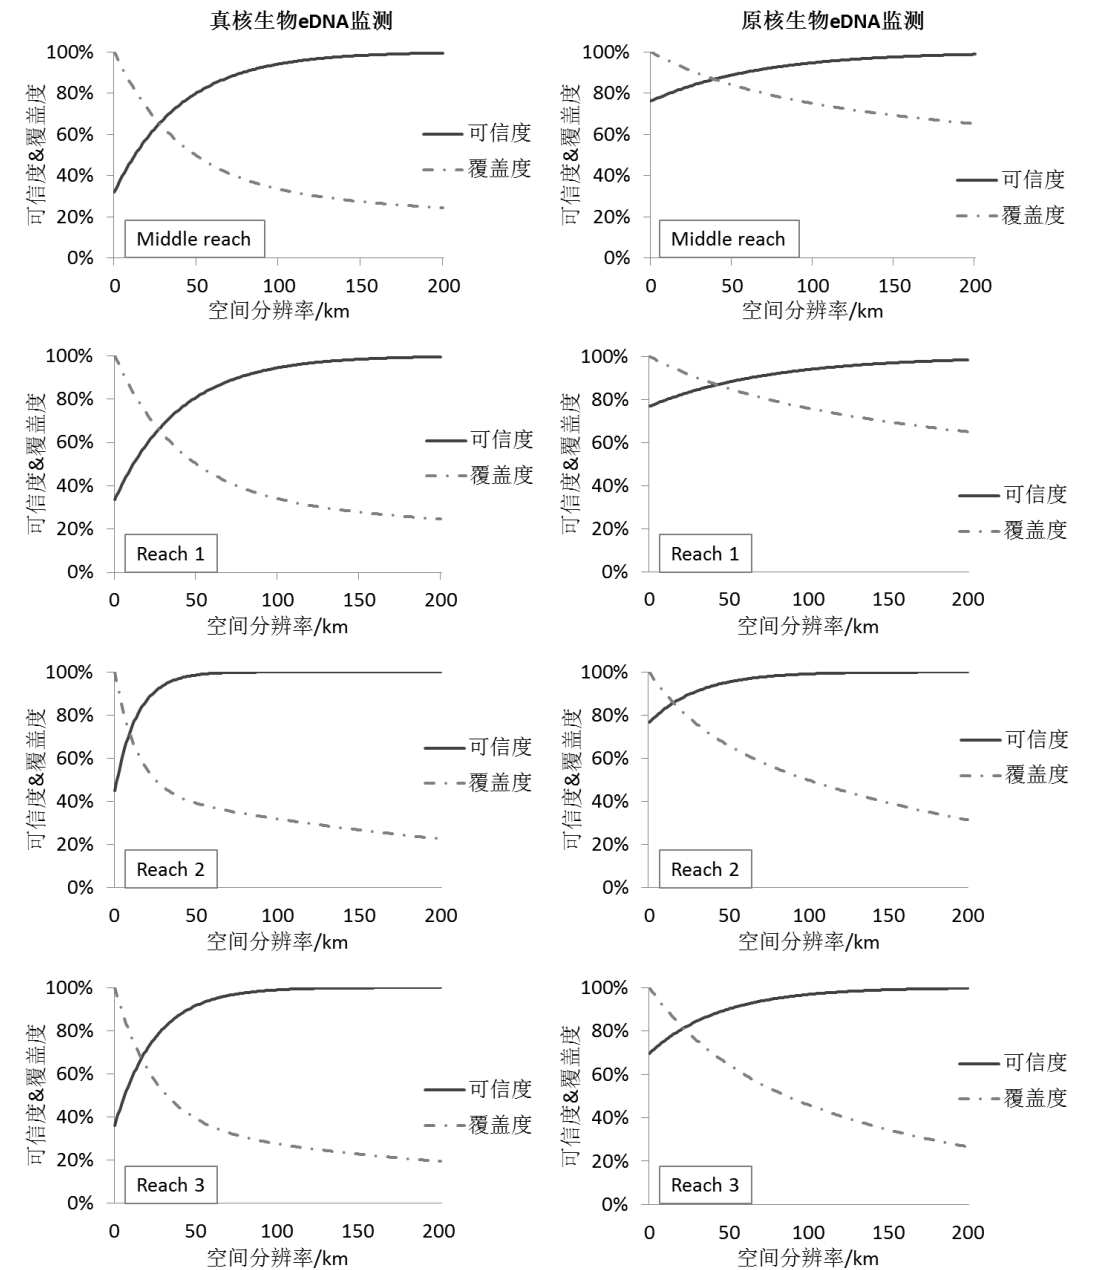 真核生物eDNA监测
原核生物eDNA监测
可信度&覆盖度
100%
80%
60%
40%
20%
0%
可信度
覆盖度
Middle reach
0 50 100 150 200
空间分辨率/km
可信度&覆盖度
100%
80%
60%
40%
20%
0%
可信度
覆盖度
Middle reach
0 50 100 150 200
空间分辨率/km
可信度&覆盖度
100%
80%
60%
40%
20%
0%
可信度
覆盖度
Reach 1
0 50 100 150 200
空间分辨率/km
可信度&覆盖度
100%
80%
60%
40%
20%
0%
可信度
覆盖度
Reach 1
0 50 100 150 200
空间分辨率/km
可信度&覆盖度
100%
80%
60%
40%
20%
0%
可信度
覆盖度
Reach 2
0 50 100 150 200
空间分辨率/km
可信度&覆盖度
100%
80%
60%
40%
20%
0%
可信度
覆盖度
Reach 2
0 50 100 150 200
空间分辨率/km
可信度&覆盖度
100%
80%
60%
40%
20%
0%
可信度
覆盖度
Reach 3
0 50 100 150 200
空间分辨率/km
可信度&覆盖度
100%
80%
60%
40%
20%
0%
可信度
覆盖度
Reach 3
0 50 100 150 200
空间分辨率/km